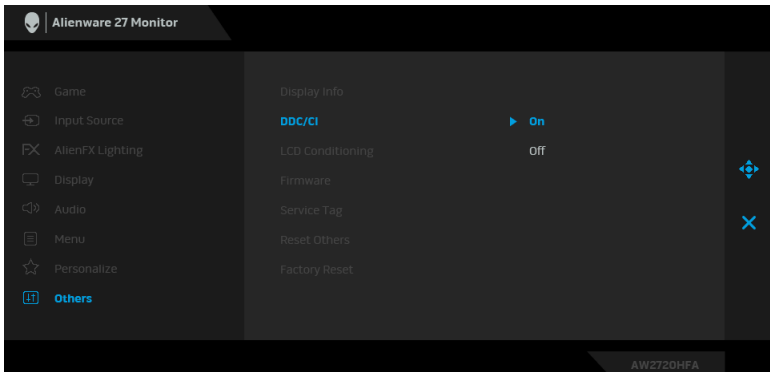 Alienware 27 Monitor
Game
Display Info
Input Source
DDC/CI
On
FX AlienFX Lighting
LCD Conditioning
Off
Display
Firmware
Audio
Service Tag
Menu
Reset Others
Personalize
Factory Reset
Others
AW2720HFA